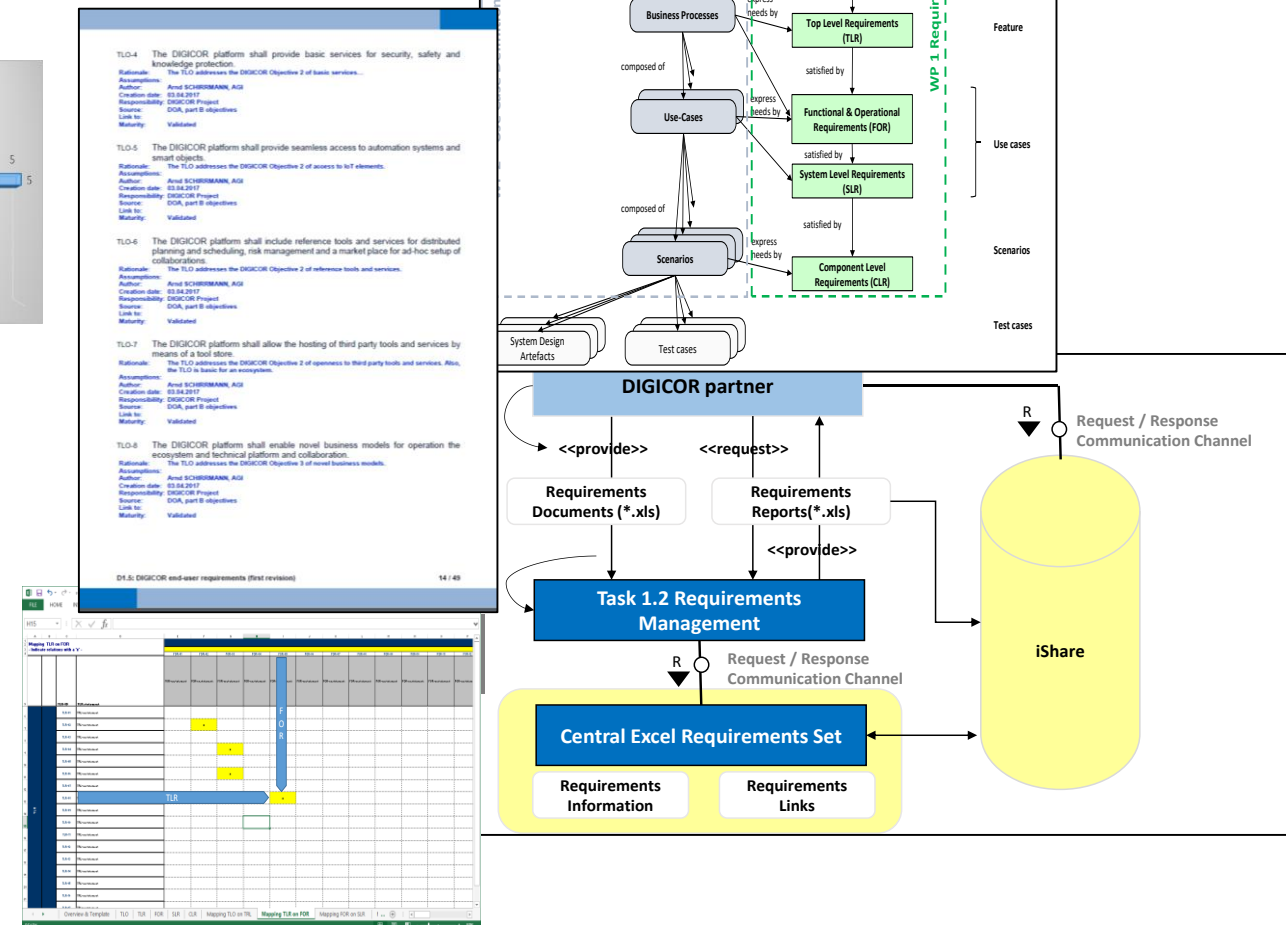 5
5
TLO-4 The DIGICOR platform shall provide basic services for security, safety and
knowledge protection.
Rationale: The TLO addresses the DIGICOR Objective 2 of basic services...
Assumptions:
Author: Arnd SCHIRRMANN, AGI
Creation date: 03.04.2017
Responsibility: DIGICOR Project
Source: DOA, part B objectives
Link to:
Maturity: Validated
TLO-5 The DIGICOR platform shall provide seamless access to automation systems and
smart objects.
Rationale: The TLO addresses the DIGICOR Objective 2 of access to IoT elements.
Assumptions:
Author: Arnd SCHIRRMANN, AGI
Creation date: 03.04.2017
Responsibility: DIGICOR Project
Source: DOA, part B objectives
Link to:
Maturity: Validated
TLO-6 The DIGICOR platform shall include reference tools and services for distributed
planning and scheduling, risk management and a market place for ad-hoc setup of
collaborations.
Rationale: The TLO addresses the DIGICOR Objective 2 of reference tools and services.
Assumptions:
Author: Arnd SCHIRRMANN, AGI
Creation date: 03.04.2017
Responsibility: DIGICOR Project
Source: DOA, part B objectives
Link to:
Maturity: Validated
TLO-7 The DIGICOR platform shall allow the hosting of third party tools and services by
means of a tool store.
Rationale: The TLO addresses the DIGICOR Objective 2 of openness to third party tools and services. Also,
the TLO is basic for an ecosystem.
Assumptions:
Author: Arnd SCHIRRMANN, AGI
Creation date: 03.04.2017
Responsibility: DIGICOR Project
Source: DOA, part B objectives
Link to:
Maturity: Validated
TLO-8 The DIGICOR platform shall enable novel business models for operation the
ecosystem and technical platform and collaboration.
Rationale: The TLO addresses the DIGICOR Objective 3 of novel business models.
Assumptions:
Author: Arnd SCHIRRMANN, AGI
Creation date: 03.04.2017
Responsibility: DIGICOR Project
Source: DOA, part B objectives
Link to:
Maturity: Validated
D1.5: DIGICOR end-user requirements (first revision) 14 / 49
Business Processes
needs by
Top Level Requirements
(TLR)
Feature
WP 1 Requir
composed of
satisfied by
Use-Cases
express
needs by
Functional & Operational
Requirements (FOR)
satisfied by
Use cases
System Level Requirements
(SLR)
composed of
satisfied by
Scenarios
express
needs by
Component Level
Requirements (CLR)
Scenarios
System Design
Artefacts
Test cases
Test cases
DIGICOR partner
<<provide>>
<<request>>
R
Request / Response
Communication Channel
Requirements
Documents (*.xls)
Requirements
Reports(*.xls)
<<provide>>
Task 1.2 Requirements
Management
R
Request / Response
Communication Channel
iShare
Central Excel Requirements Set
Requirements
Information
Requirements
Links
FILE HOME
H15
fx
Mapping TLR on FOR
- Indicate relations with a 'x' -
F
O
R
TLR
Overview & Template TLO TLR FOR SLR CLR Mapping TLO on TRL Mapping TLR on FOR Mapping FOR on SLR